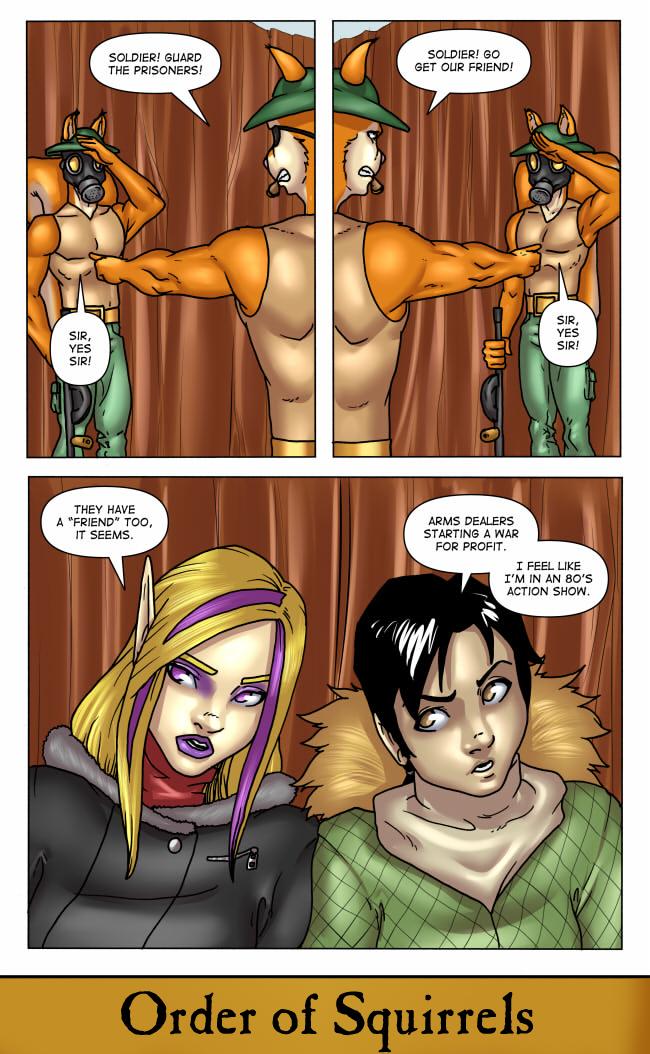 SOLDIER! GUARD
THE PRISONERS!
SIR,
YES
SIR!
SOLDIER! GO
GET OUR FRIEND!
SIR,
YES
SIR!
THEY HAVE
A "FRIEND" TOO,
IT SEEMS.
ARMS DEALERS
STARTING A WAR
FOR PROFIT.
I FEEL LIKE
I'M IN AN 80'S
ACTION SHOW.
Order of Squirrels